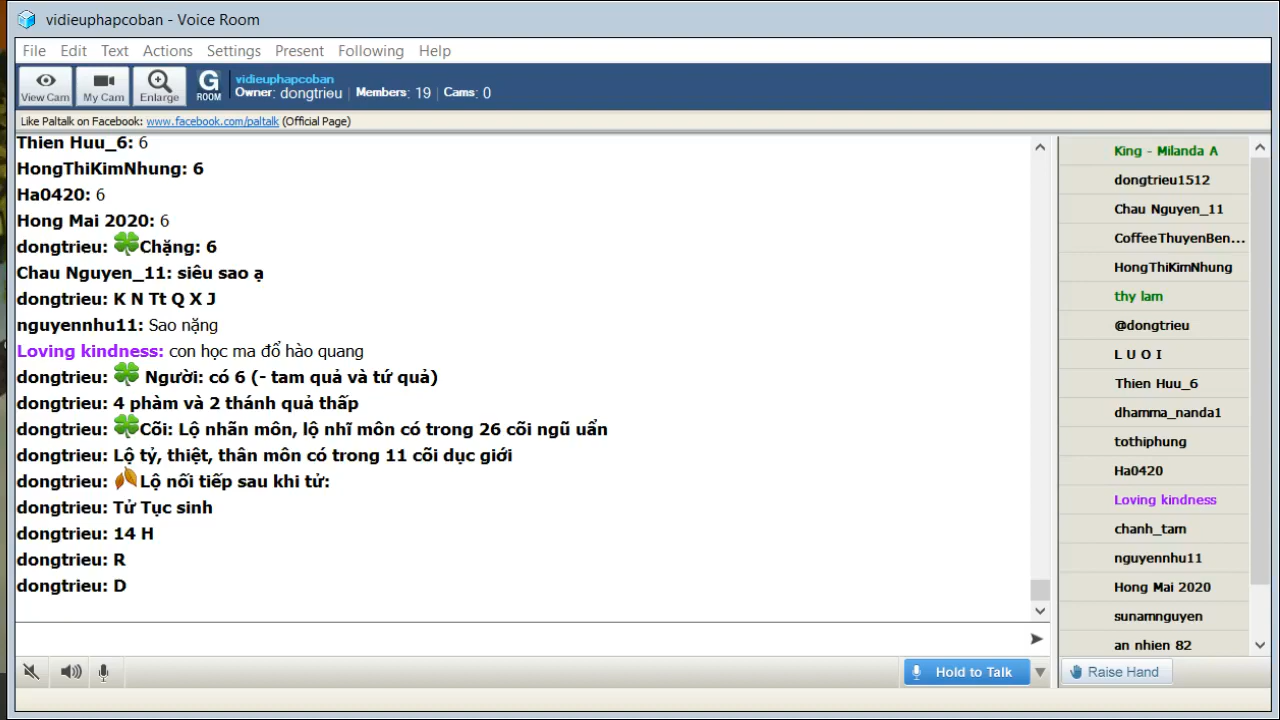 vidieuphapcoban - Voice Room
File Edit Text Actions Settings Present Following Help
View Cam My Cam Enlarge G ROOM vidieuphapcoban
Owner: dongtrieu | Members: 19 | Cams: 0
Like Paltalk on Facebook: www.facebook.com/paltalk (Official Page)
Thien Huu_6: 6
HongThiKimNhung: 6
Ha0420: 6
Hong Mai 2020: 6
dongtrieu: Chặng: 6
Chau Nguyen_11: siêu sao ạ
dongtrieu: K N Tt Q X J
nguyennhu11: Sao nặng
Loving kindness: con học ma đổ hào quang
dongtrieu: Người: có 6 (- tam quả và tứ quả)
dongtrieu: 4 phàm và 2 thánh quả thấp
dongtrieu: Cõi: Lộ nhãn môn, lộ nhĩ môn có trong 26 cõi ngũ uẩn
dongtrieu: Lộ tỷ, thiệt, thân môn có trong 11 cõi dục giới
dongtrieu: Lộ nối tiếp sau khi tử:
dongtrieu: Tử Tục sinh
dongtrieu: 14 H
dongtrieu: R
dongtrieu: D
King - Milanda A
dongtrieu1512
Chau Nguyen_11
CoffeeThuyenBen...
HongThiKimNhung
thy lam
@dongtrieu
L U O I
Thien Huu_6
dhamma_nanda1
tothiphung
Ha0420
Loving kindness
chanh_tam
nguyennhu11
Hong Mai 2020
sunamnguyen
an nhien 82
Hold to Talk
Raise Hand